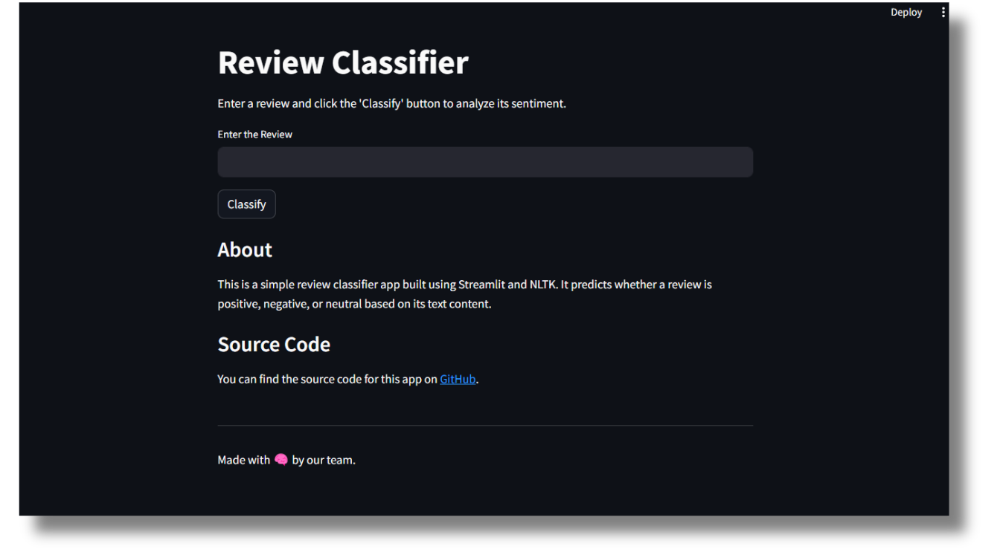 Deploy
Review Classifier
Enter a review and click the 'Classify' button to analyze its sentiment.
Enter the Review
Classify
About
This is a simple review classifier app built using Streamlit and NLTK. It predicts whether a review is
positive, negative, or neutral based on its text content.
Source Code
You can find the source code for this app on GitHub.
Made with 🧠 by our team.